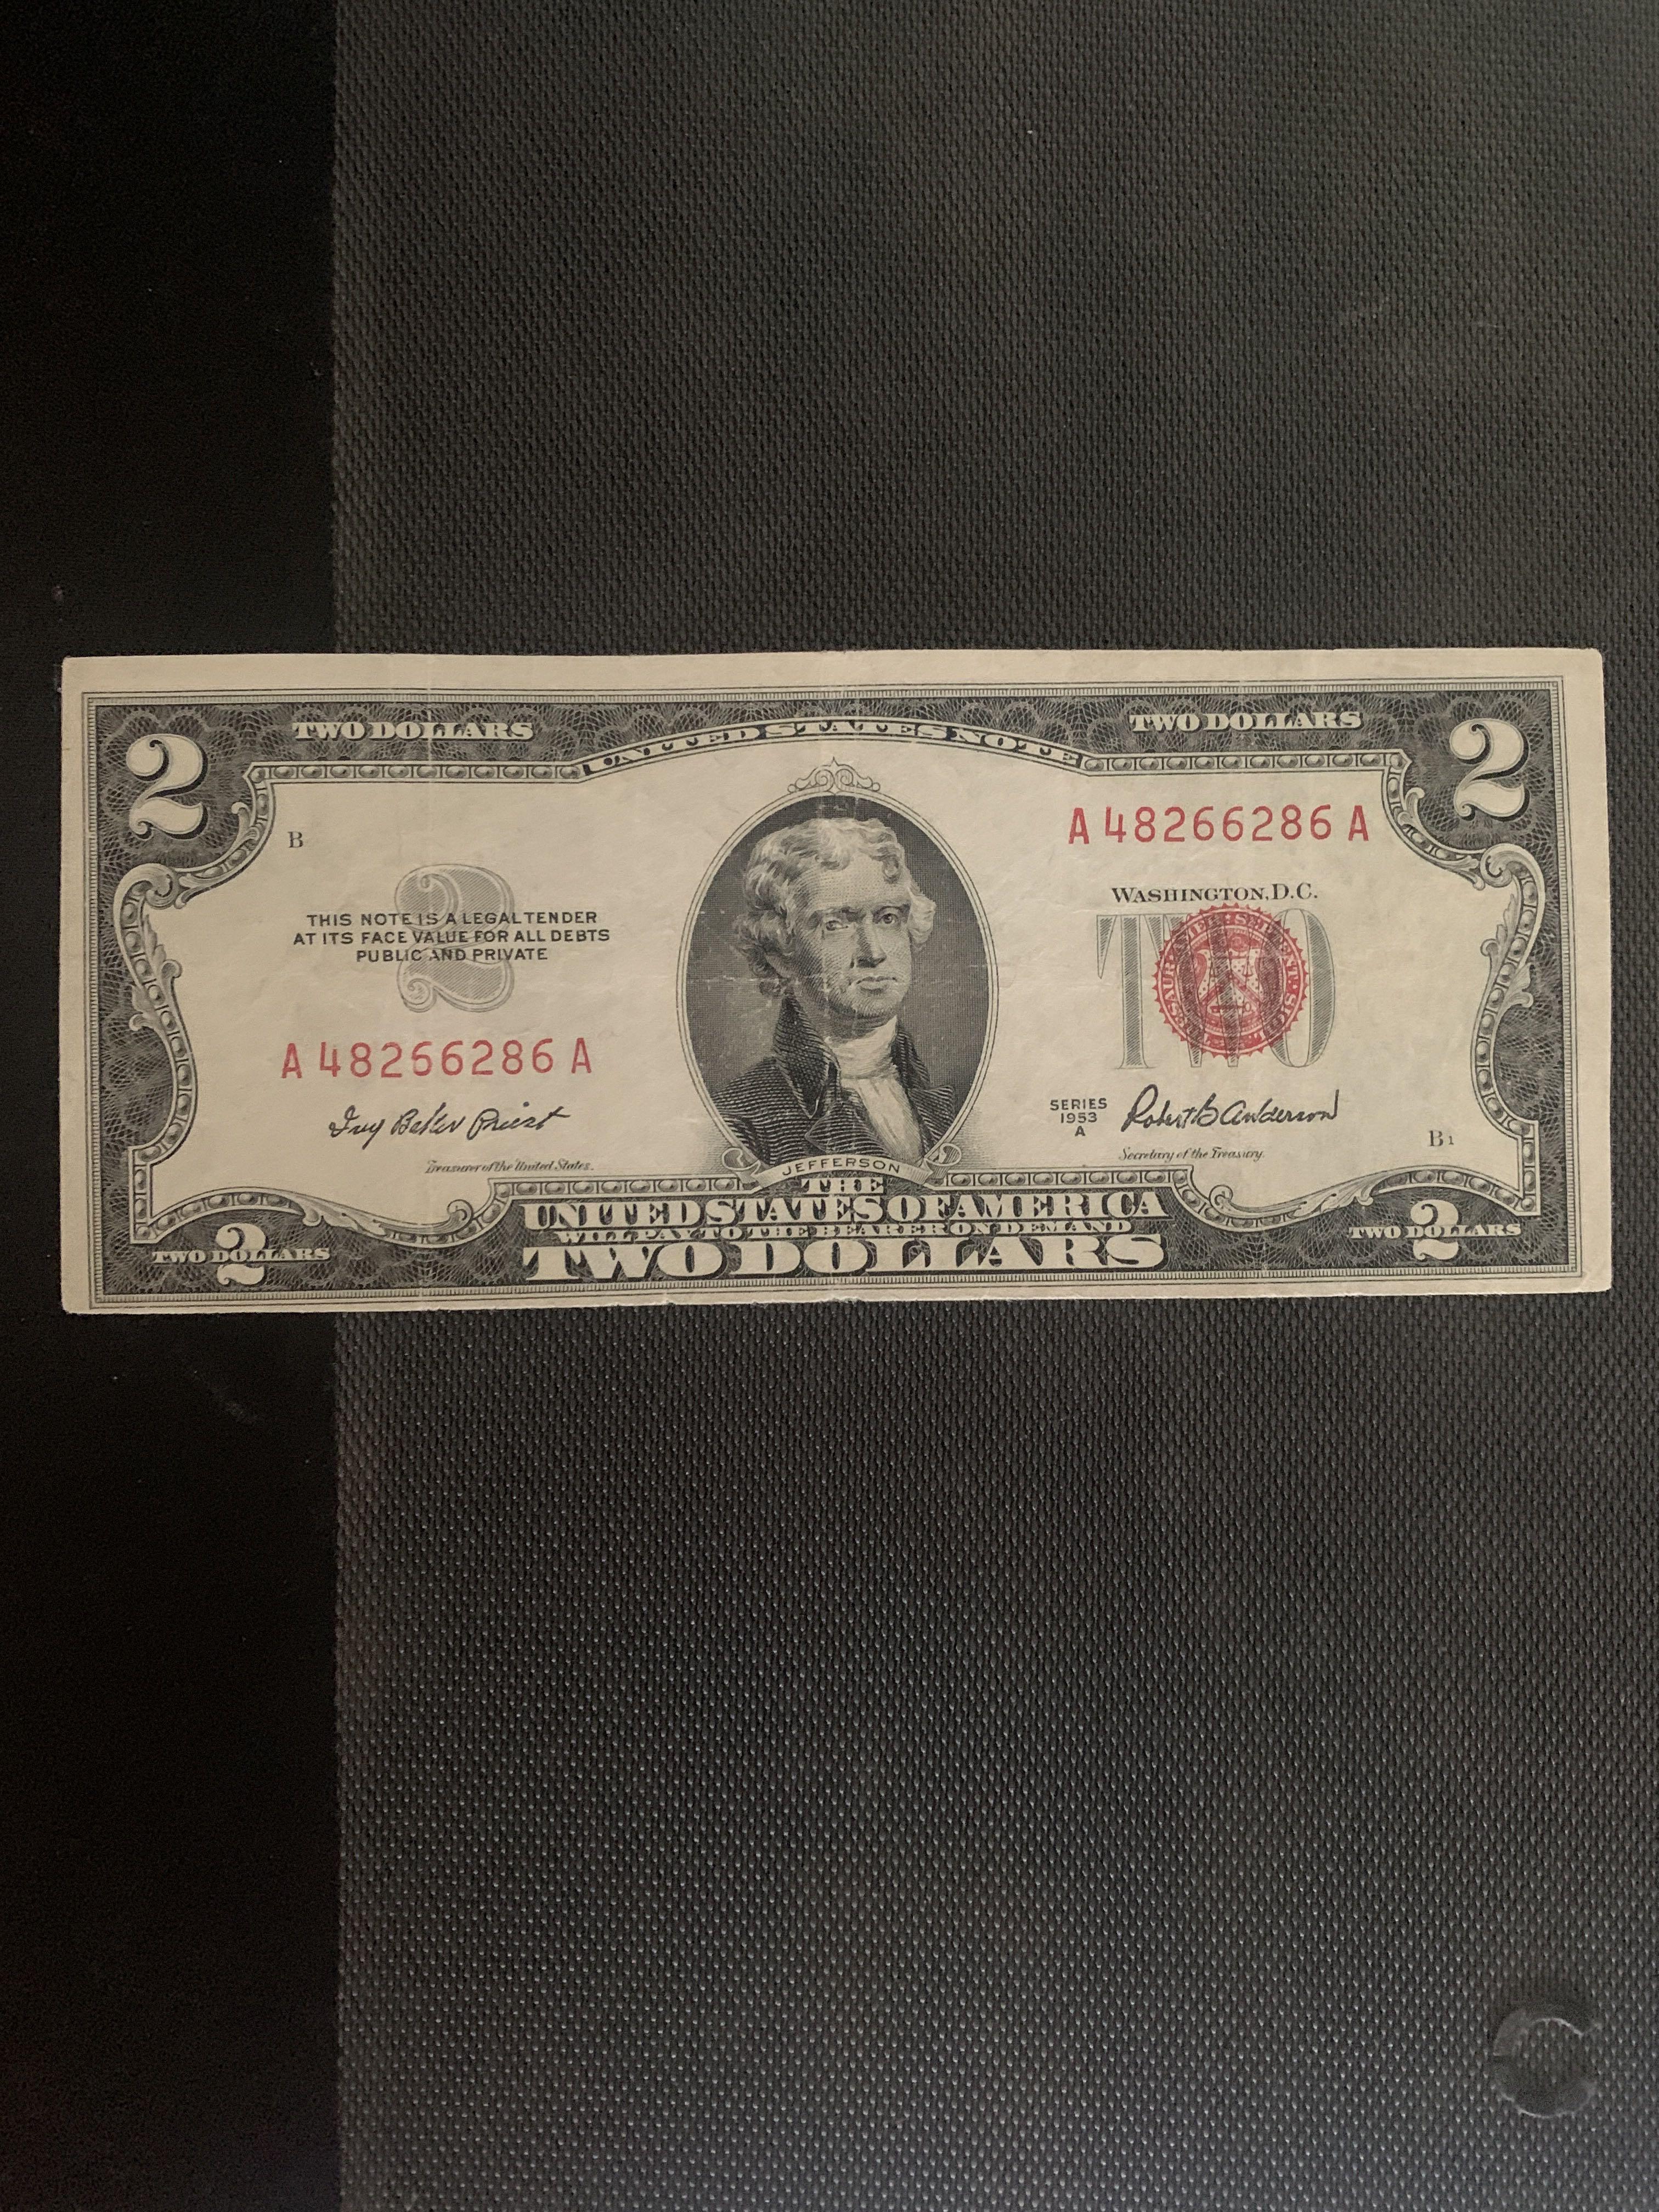 2 TWO DOLLARS UNITED STATES NOTE TWO DOLLARS 2
B
A 48266286 A
WASHINGTON, D.C.
2
THIS NOTE IS A LEGAL TENDER
AT ITS FACE VALUE FOR ALL DEBTS
PUBLIC AND PRIVATE
TWO
A 48266286 A
SERIES
1953
A
Ivy Baker Priest
Treasurer of the United States.
Robert B Anderson
Secretary of the Treasury.
B1
JEFFERSON
THE
UNITED STATES OF AMERICA
WILL PAY TO THE BEARER ON DEMAND
TWO DOLLARS
TWO DOLLARS 2
TWO DOLLARS 2